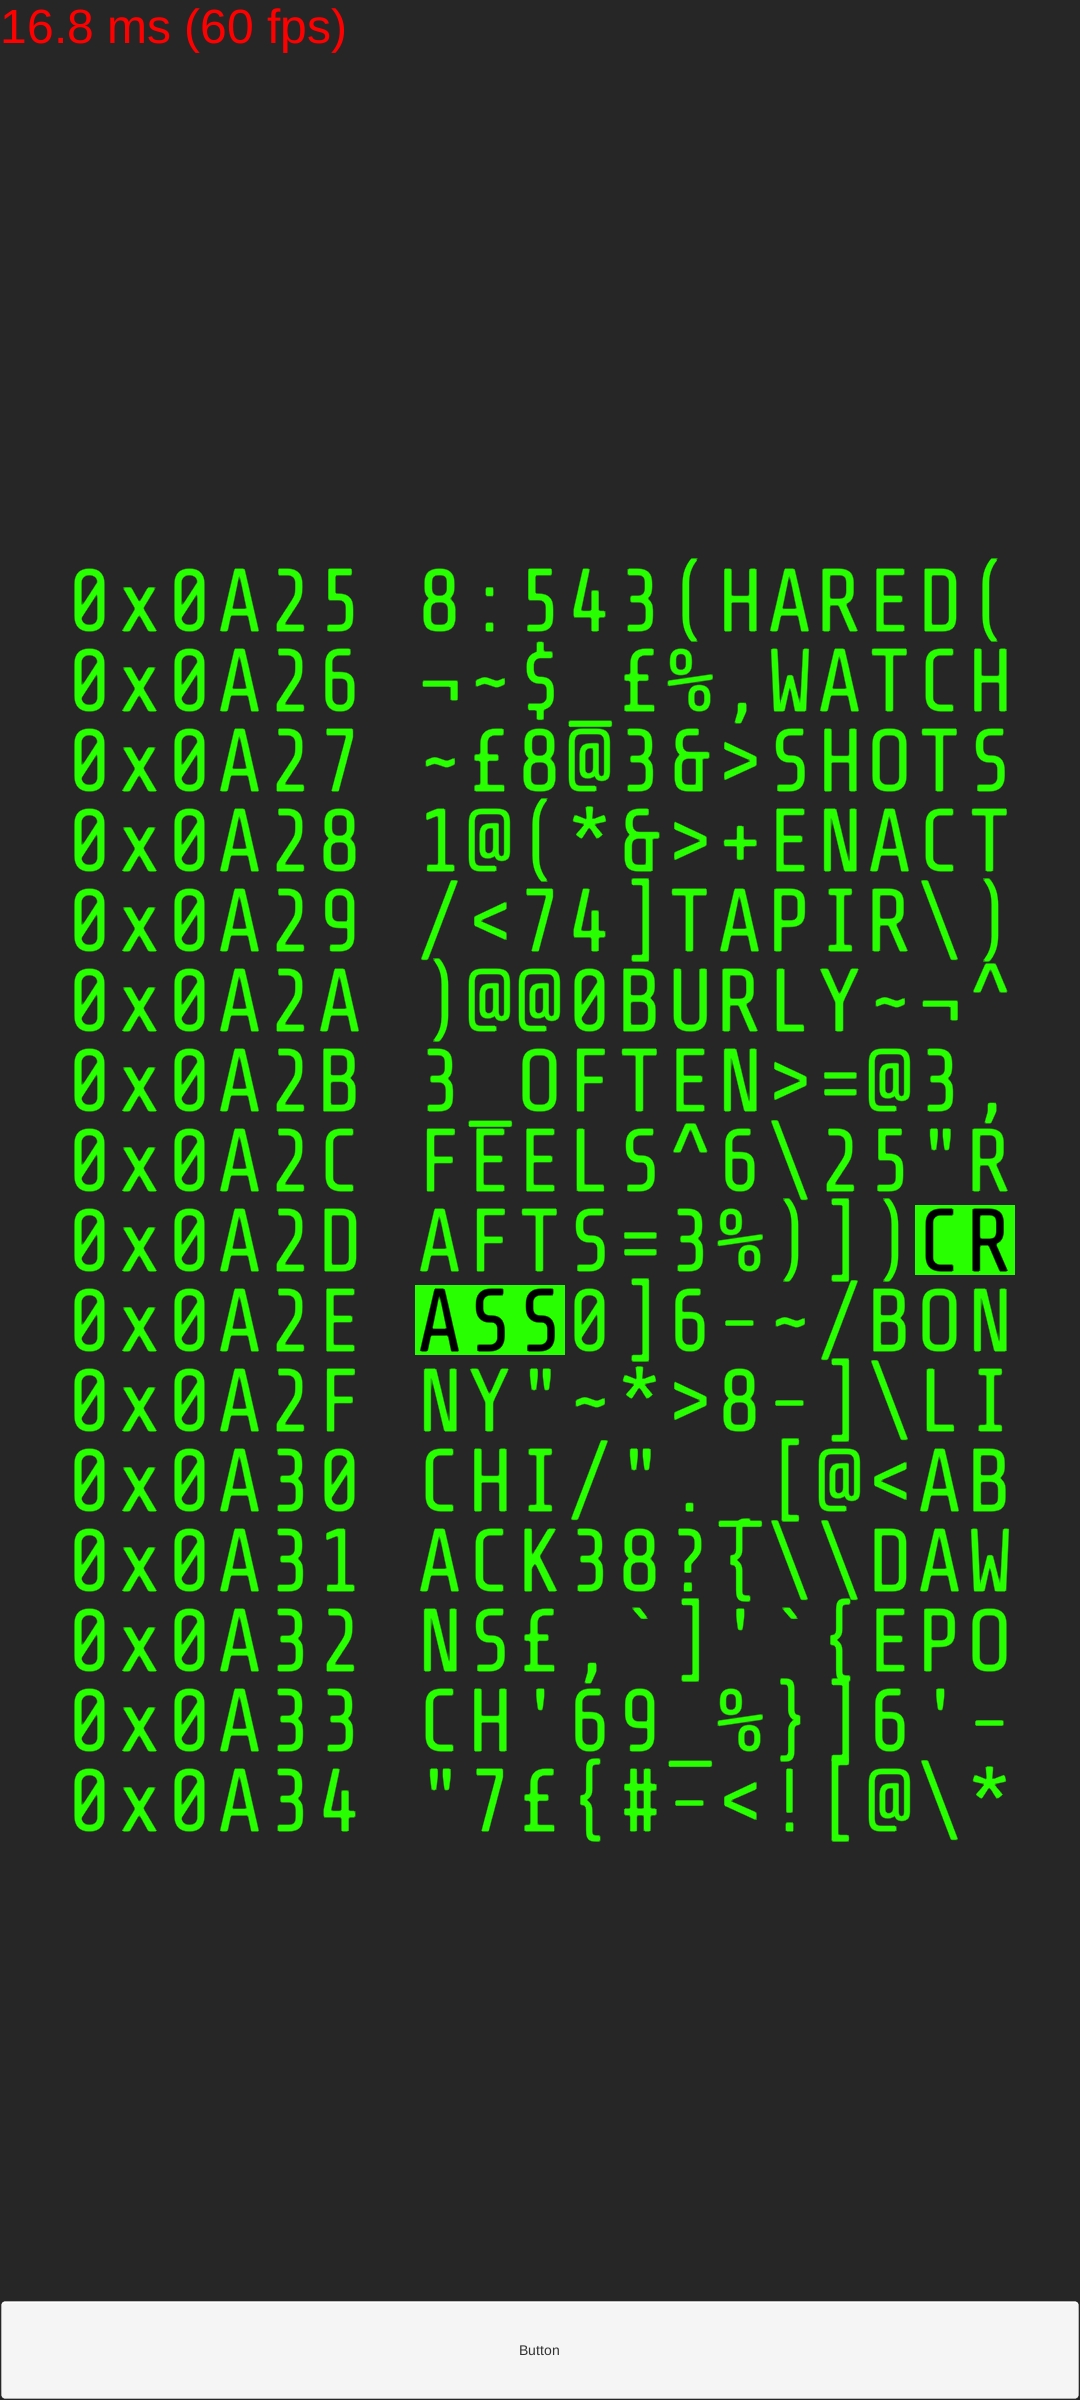 16.8 ms (60 fps)
0x0A25 8:543(HARED(
0x0A26 ¬~$_£%,WATCH
0x0A27 ~£8@3&>SHOTS
0x0A28 1@(*&>+ENACT
0x0A29 /<74]TAPIR\)
0x0A2A )@@0BURLY~¬^
0x0A2B 3_OFTEN>=@3,
0x0A2C FEELS^6\25"R
0x0A2D AFTS=3%)])CR
0x0A2E ASS0]6-~/BON
0x0A2F NY"~*>8-]\LI
0x0A30 CHI/"._[@<AB
0x0A31 ACK38?{\\DAW
0x0A32 NS£,`]'`{EPO
0x0A33 CH'69_%}]6'-
0x0A34 "7£{#-<![@\*
Button